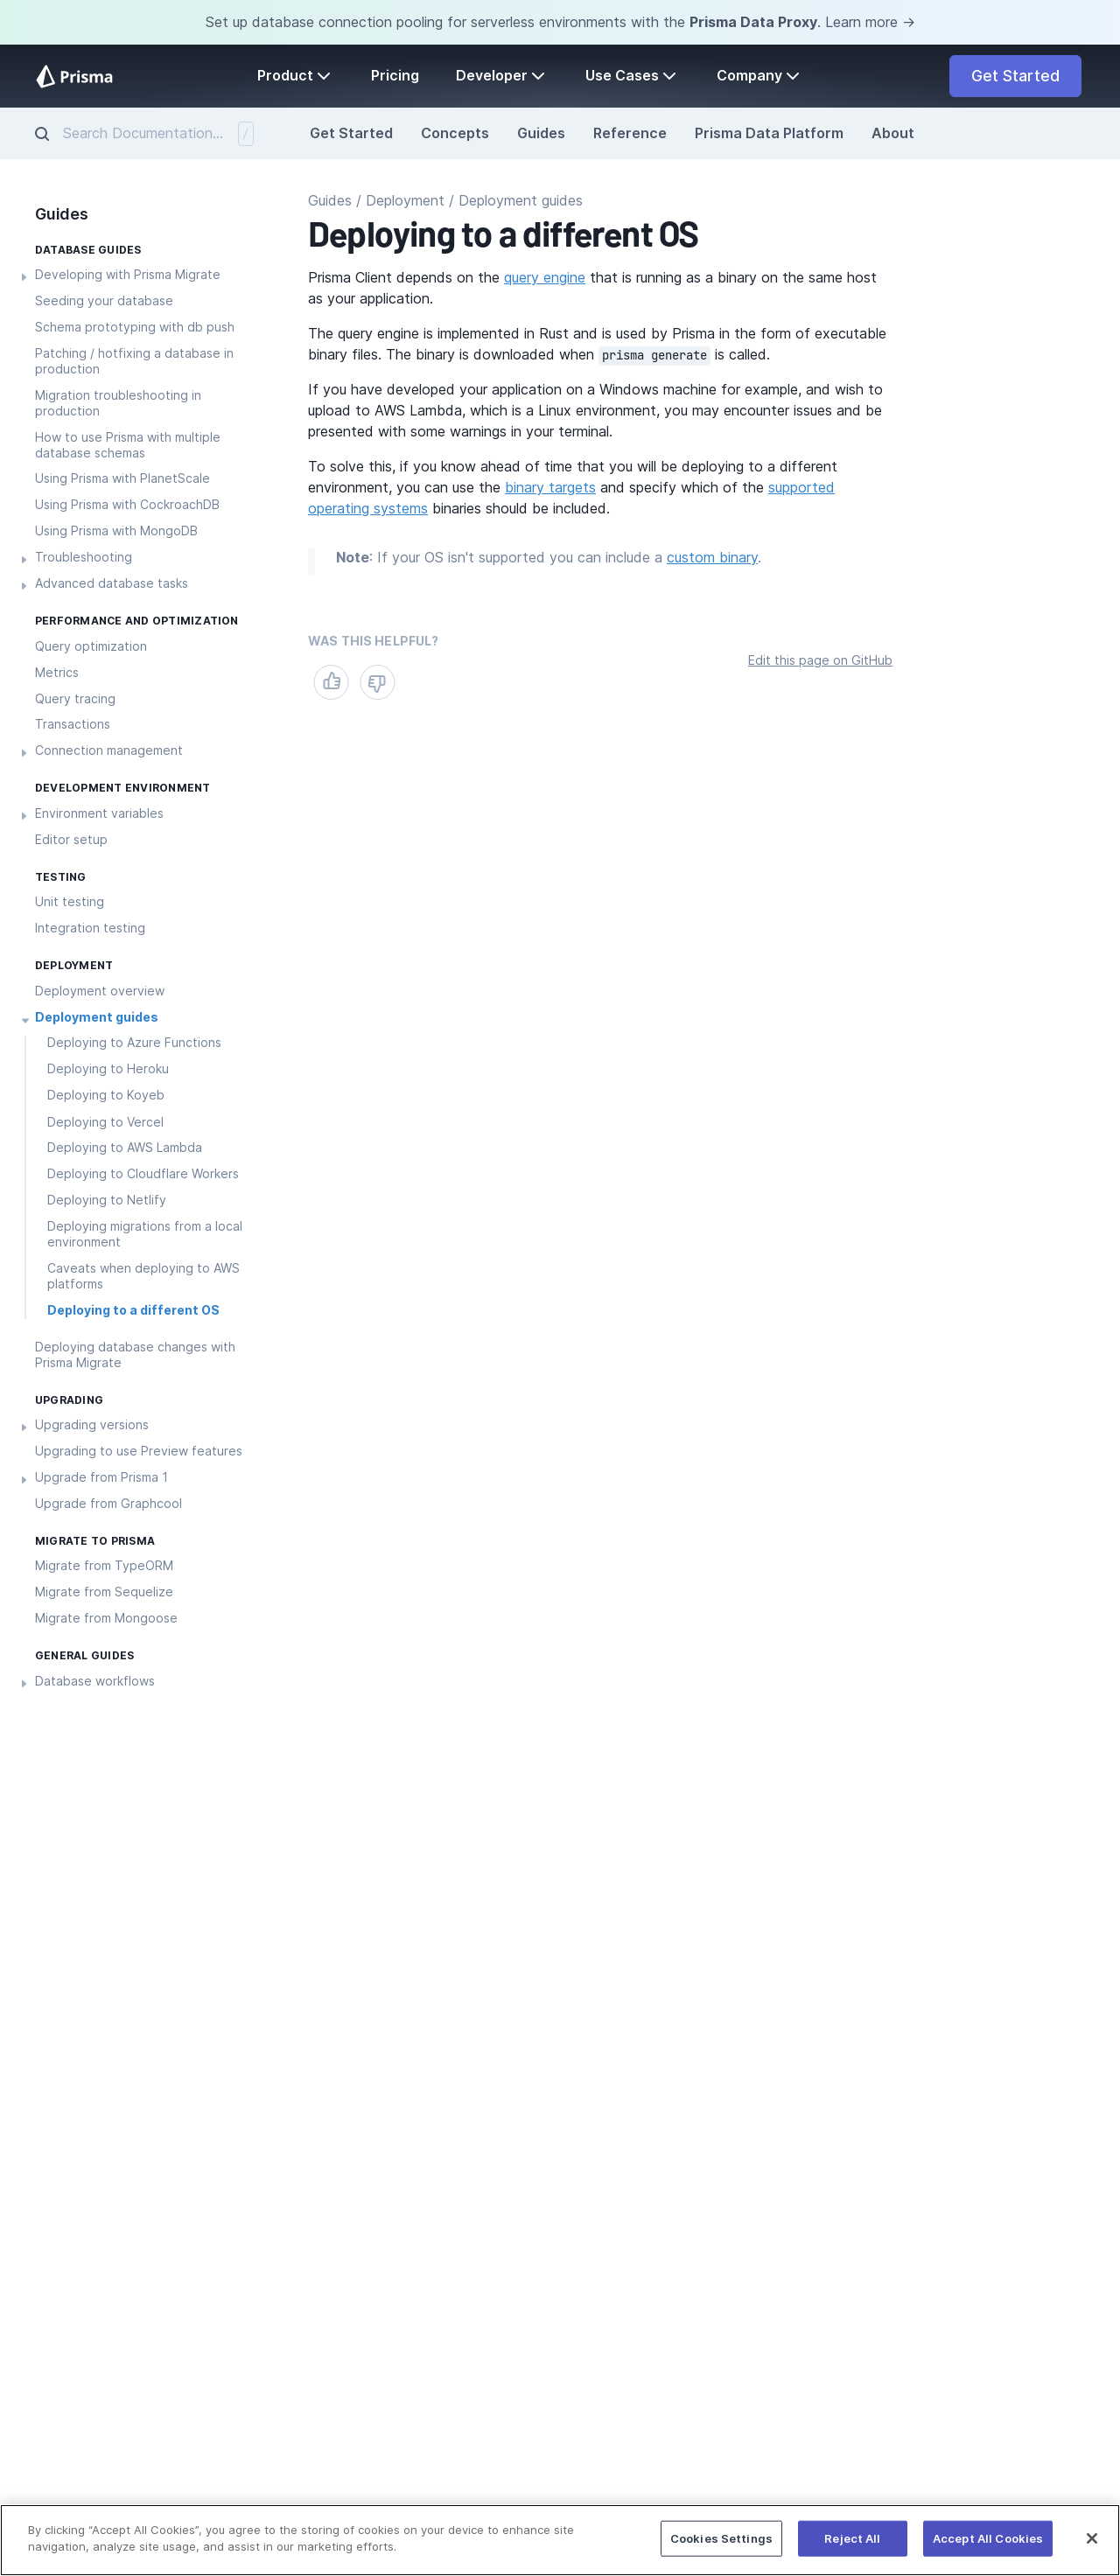 Set up database connection pooling for serverless environments with the Prisma Data Proxy. Learn more →
Prisma
Product
Pricing
Developer
Use Cases
Company
Get Started
Search Documentation... /
Get Started
Concepts
Guides
Reference
Prisma Data Platform
About
Guides
DATABASE GUIDES
Developing with Prisma Migrate
Seeding your database
Schema prototyping with db push
Patching / hotfixing a database in
production
Migration troubleshooting in
production
How to use Prisma with multiple
database schemas
Using Prisma with PlanetScale
Using Prisma with CockroachDB
Using Prisma with MongoDB
Troubleshooting
Advanced database tasks
PERFORMANCE AND OPTIMIZATION
Query optimization
Metrics
Query tracing
Transactions
Connection management
DEVELOPMENT ENVIRONMENT
Environment variables
Editor setup
TESTING
Unit testing
Integration testing
DEPLOYMENT
Deployment overview
Deployment guides
Deploying to Azure Functions
Deploying to Heroku
Deploying to Koyeb
Deploying to Vercel
Deploying to AWS Lambda
Deploying to Cloudflare Workers
Deploying to Netlify
Deploying migrations from a local
environment
Caveats when deploying to AWS
platforms
Deploying to a different OS
Deploying database changes with
Prisma Migrate
UPGRADING
Upgrading versions
Upgrading to use Preview features
Upgrade from Prisma 1
Upgrade from Graphcool
MIGRATE TO PRISMA
Migrate from TypeORM
Migrate from Sequelize
Migrate from Mongoose
GENERAL GUIDES
Database workflows
Guides / Deployment / Deployment guides
Deploying to a different OS
Prisma Client depends on the query engine that is running as a binary on the same host
as your application.
The query engine is implemented in Rust and is used by Prisma in the form of executable
binary files. The binary is downloaded when prisma generate is called.
If you have developed your application on a Windows machine for example, and wish to
upload to AWS Lambda, which is a Linux environment, you may encounter issues and be
presented with some warnings in your terminal.
To solve this, if you know ahead of time that you will be deploying to a different
environment, you can use the binary targets and specify which of the supported
operating systems binaries should be included.
Note: If your OS isn't supported you can include a custom binary.
WAS THIS HELPFUL?
Edit this page on GitHub
By clicking “Accept All Cookies”, you agree to the storing of cookies on your device to enhance site
navigation, analyze site usage, and assist in our marketing efforts.
Cookies Settings
Reject All
Accept All Cookies